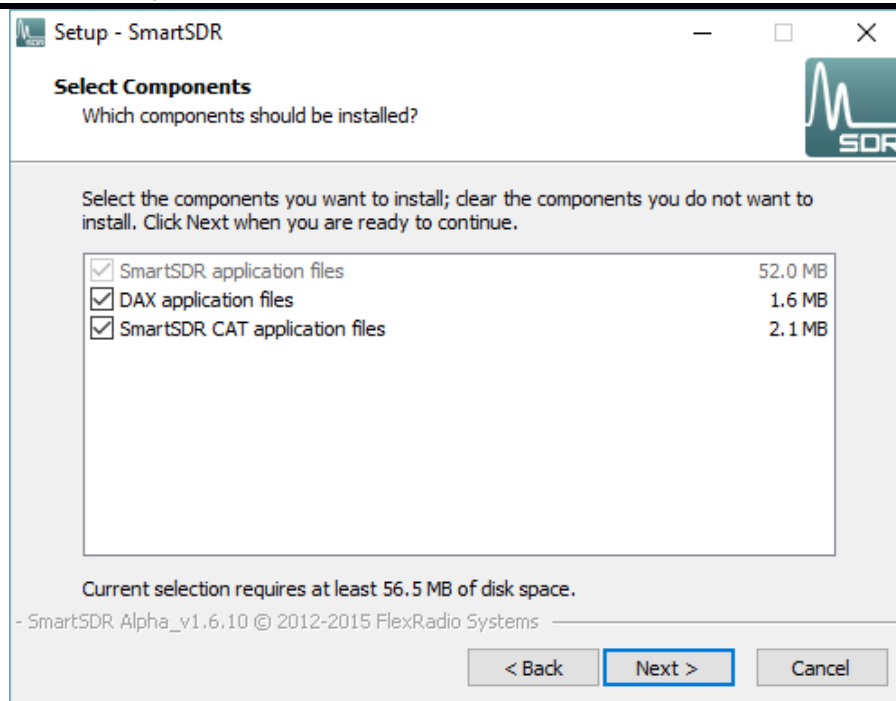 Setup - SmartSDR
Select Components
Which components should be installed?
SDR
Select the components you want to install; clear the components you do not want to
install. Click Next when you are ready to continue.
SmartSDR application files 52.0 MB
DAX application files 1.6 MB
SmartSDR CAT application files 2.1 MB
Current selection requires at least 56.5 MB of disk space.
- SmartSDR Alpha_v1.6.10 © 2012-2015 FlexRadio Systems
< Back Next > Cancel